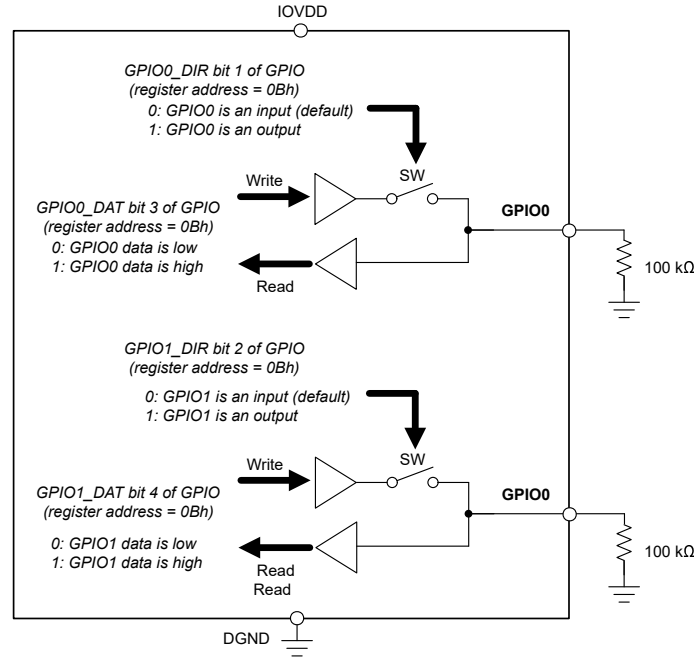 IOVDD
GPIO0_DIR bit 1 of GPIO
(register address = 0Bh)
0: GPIO0 is an input (default)
1: GPIO0 is an output
SW
Write
GPIO0_DAT bit 3 of GPIO
(register address = 0Bh)
0: GPIO0 data is low
1: GPIO0 data is high
Read
GPIO0
100 kΩ
GPIO1_DIR bit 2 of GPIO
(register address = 0Bh)
0: GPIO1 is an input (default)
1: GPIO1 is an output
SW
Write
GPIO1_DAT bit 4 of GPIO
(register address = 0Bh)
0: GPIO1 data is low
1: GPIO1 data is high
Read
Read
GPIO0
100 kΩ
DGND